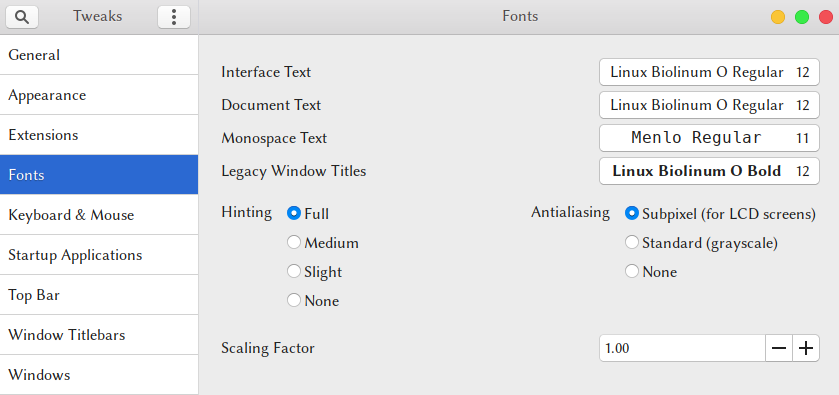 Tweaks
Fonts
General
Appearance
Extensions
Fonts
Keyboard & Mouse
Startup Applications
Top Bar
Window Titlebars
Windows
Interface Text Linux Biolinum O Regular 12
Document Text Linux Biolinum O Regular 12
Monospace Text Menlo Regular 11
Legacy Window Titles Linux Biolinum O Bold 12
Hinting Full Antialiasing Subpixel (for LCD screens)
Medium Standard (grayscale)
Slight None
None
Scaling Factor 1.00